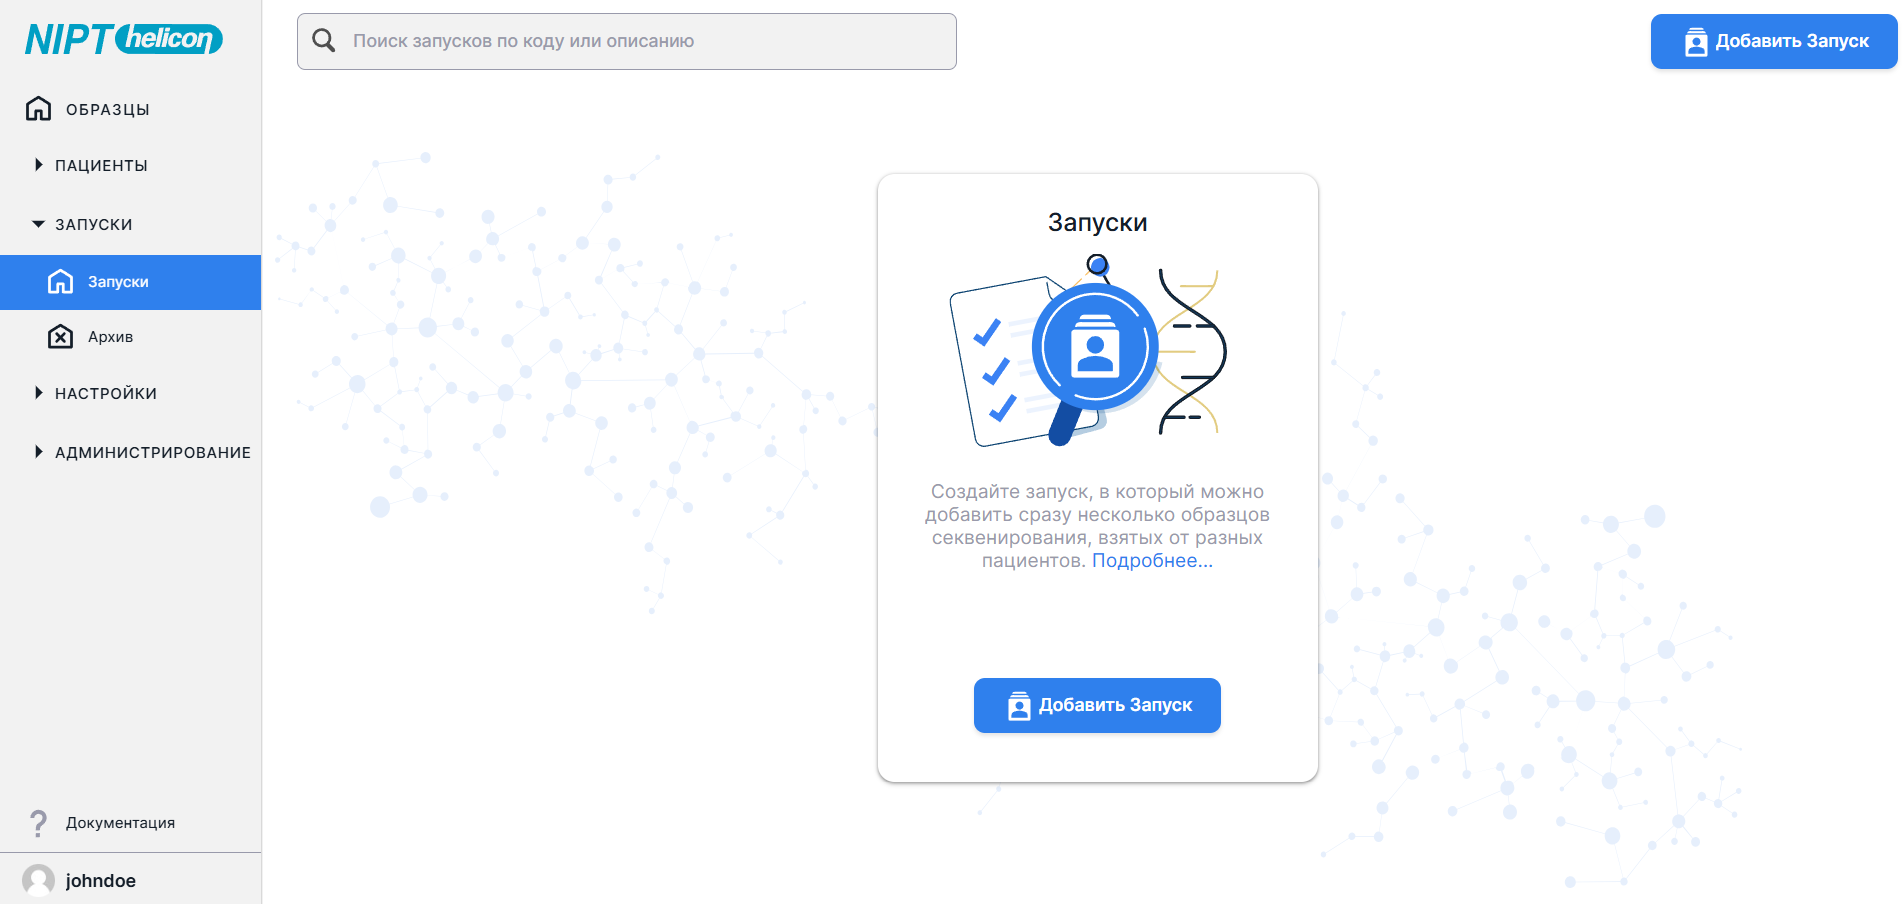 NIPT helicon
Поиск запусков по коду или описанию
Добавить Запуск
ОБРАЗЦЫ
ПАЦИЕНТЫ
ЗАПУСКИ
Запуски
Архив
НАСТРОЙКИ
АДМИНИСТРИРОВАНИЕ
Запуски
Создайте запуск, в который можно
добавить сразу несколько образцов
секвенирования, взятых от разных
пациентов. Подробнее...
Добавить Запуск
Документация
johndoe